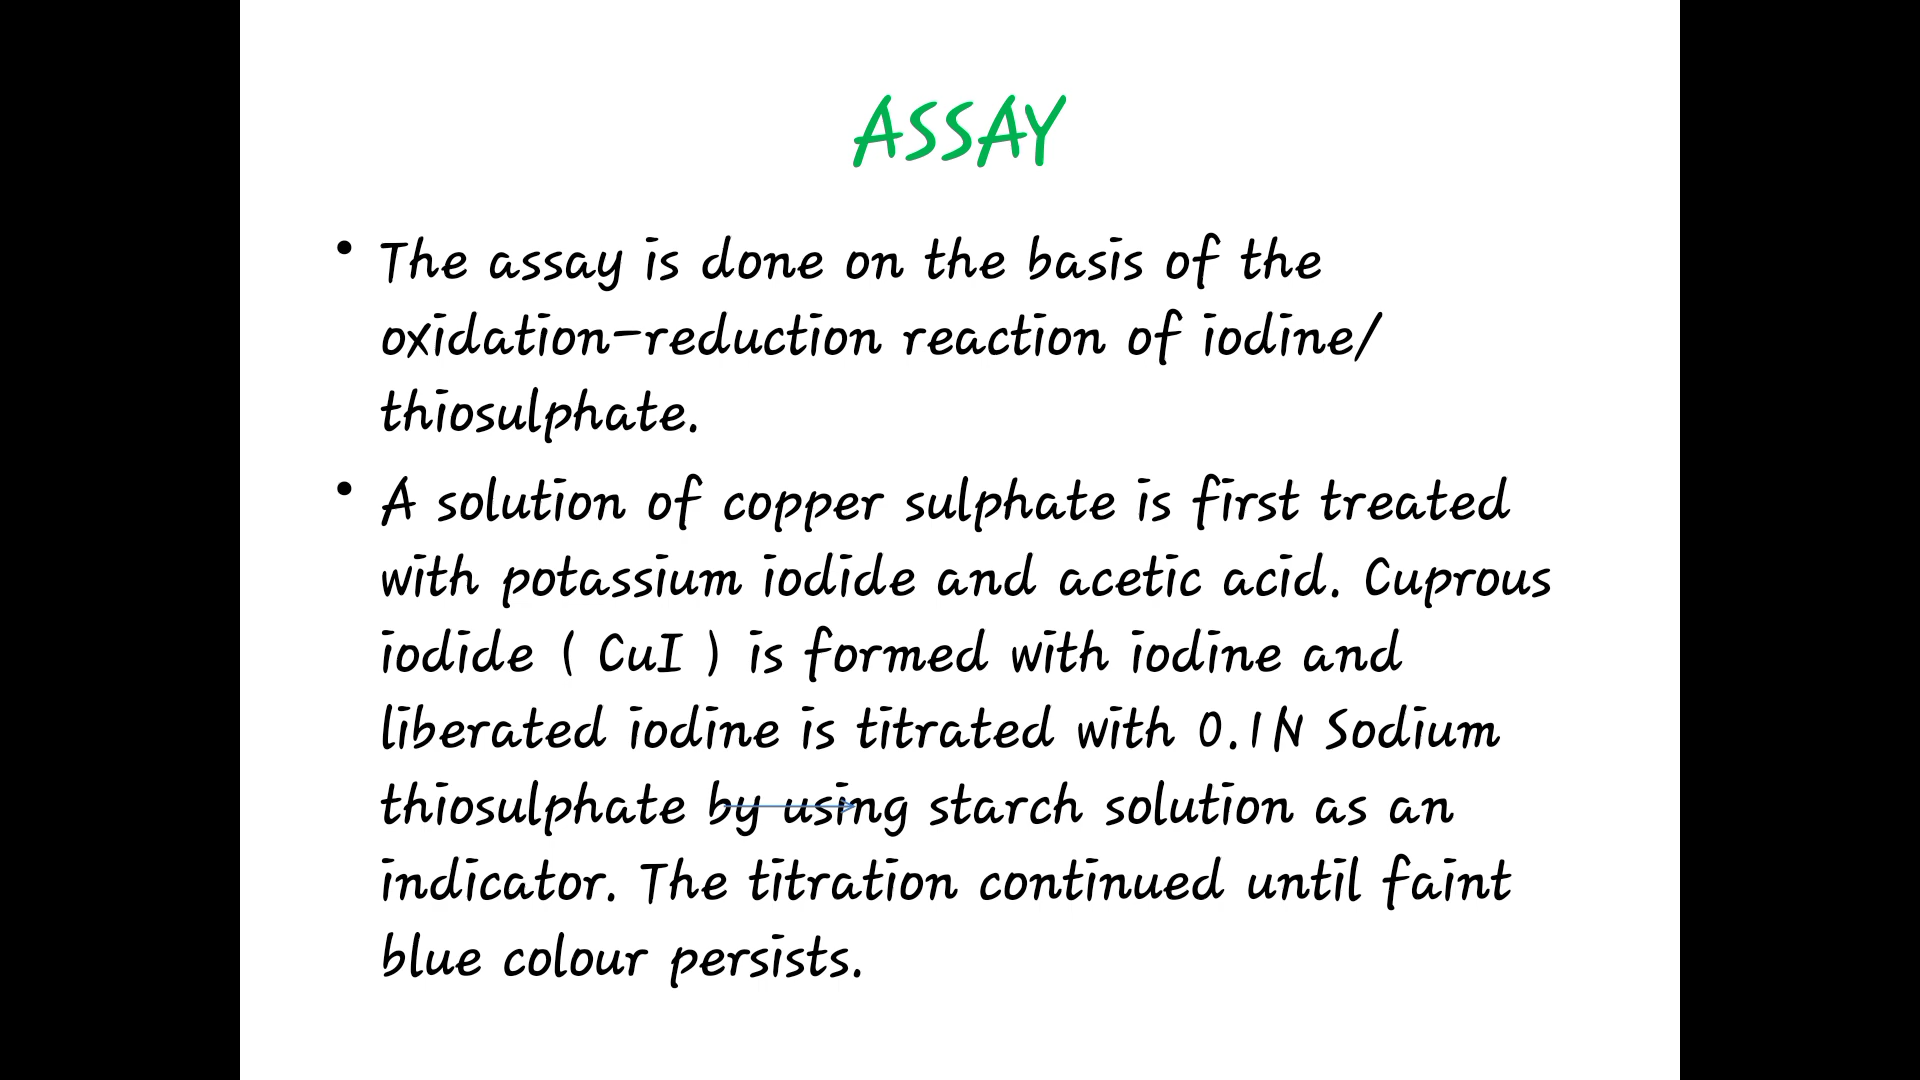 ASSAY
• The assay is done on the basis of the
oxidation-reduction reaction of iodine/
thiosulphate.
• A solution of copper sulphate is first treated
with potassium iodide and acetic acid. Cuprous
iodide ( CuI ) is formed with iodine and
liberated iodine is titrated with 0.1N Sodium
thiosulphate by using starch solution as an
indicator. The titration continued until faint
blue colour persists.